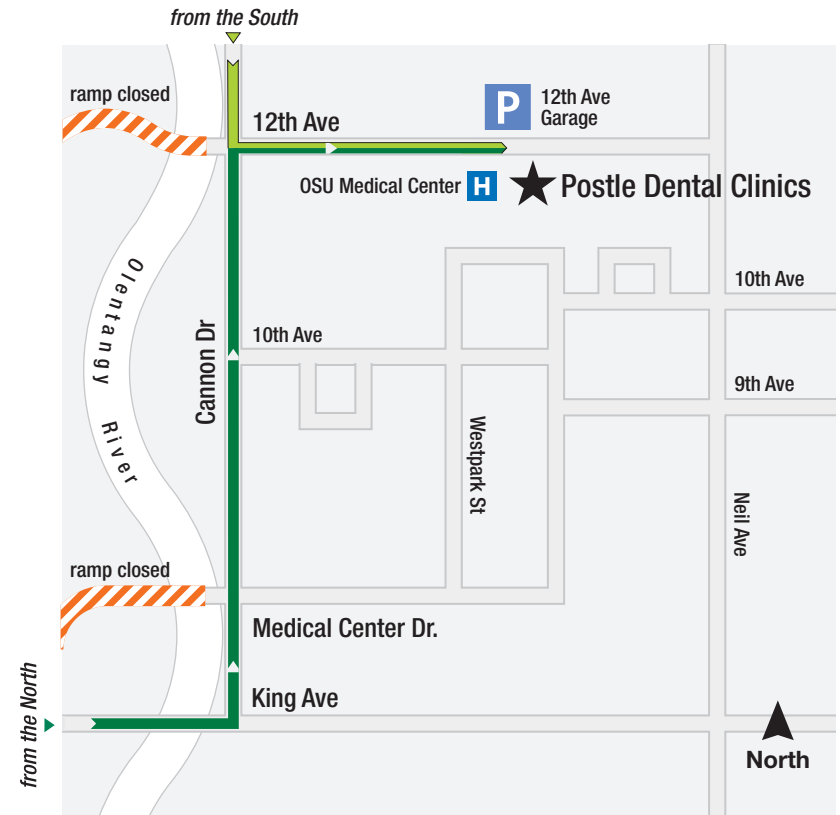 from the South
ramp closed
P
12th Ave
Garage
12th Ave
OSU Medical Center
H
Postle Dental Clinics
Olentangy
River
10th Ave
10th Ave
Cannon Dr
9th Ave
Westpark St
Neil Ave
ramp closed
Medical Center Dr.
King Ave
from the North
North